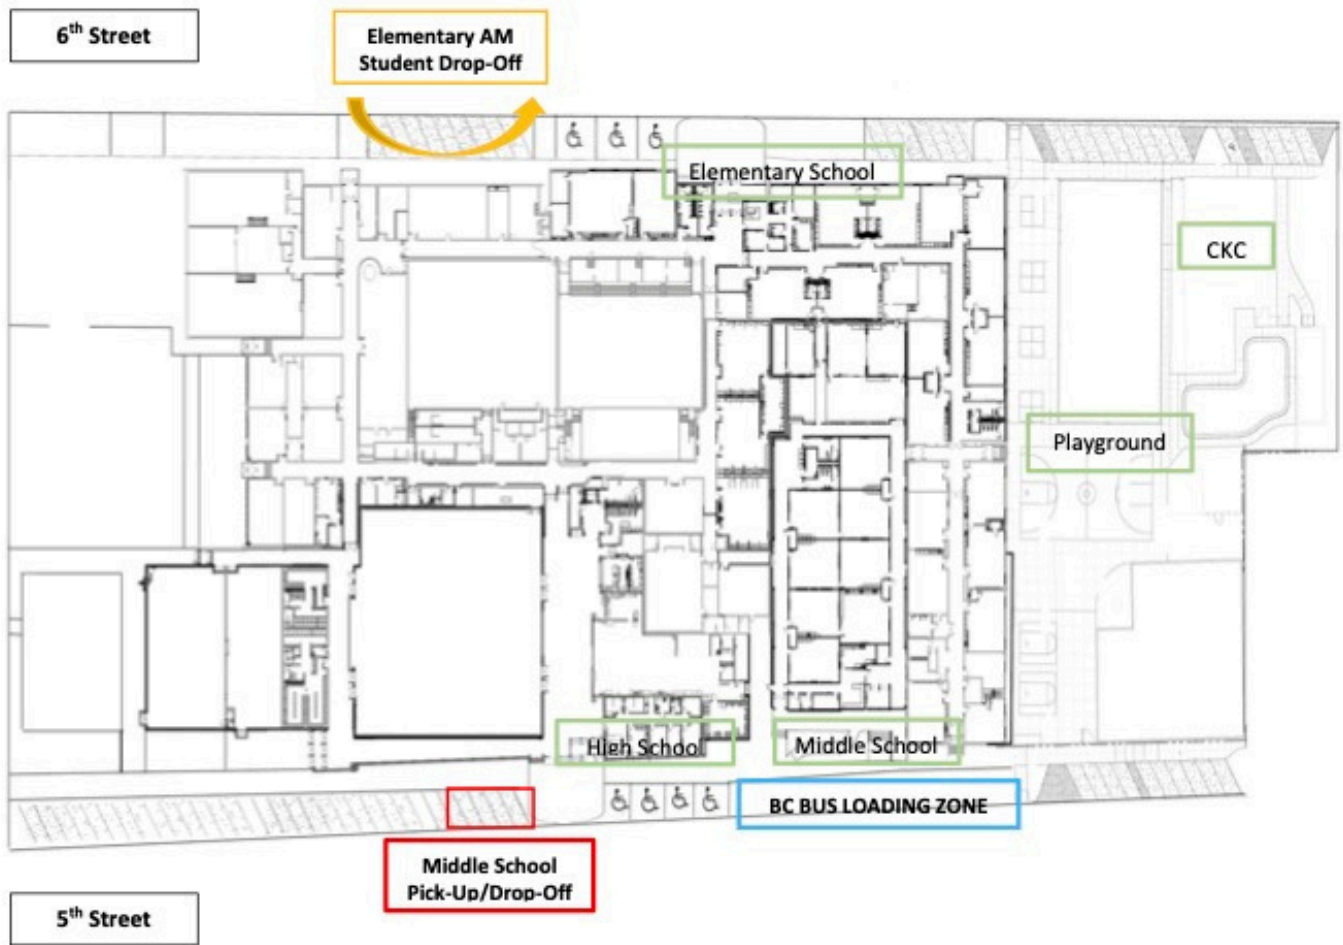 6th Street
Elementary AM
Student Drop-Off
Elementary School
CKC
Playground
High School
Middle School
BC BUS LOADING ZONE
Middle School
Pick-Up/Drop-Off
5th Street